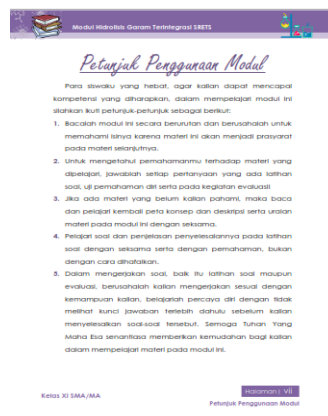 Modul Hidrolisis Garam Terintegrasi SRETS
Petunjuk Penggunaan Modul
Para siswaku yang hebat, agar kalian dapat mencapai
kompetensi yang diharapkan, dalam mempelajari modul ini
silahkan ikuti petunjuk-petunjuk sebagai berikut:
1. Bacalah modul ini secara berurutan dan berusahalah untuk
memahami isinya karena materi ini akan menjadi prasyarat
pada materi selanjutnya.
2. Untuk mengetahui pemahamanmu terhadap materi yang
dipelajari, jawablah setiap pertanyaan yang ada latihan
soal, uji pemahaman diri serta pada kegiatan evaluasi!
3. Jika ada materi yang belum kalian pahami, maka baca
dan pelajari kembali peta konsep dan deskripsi serta uraian
materi pada modul ini dengan seksama.
4. Pelajari soal dan penjelasan penyelesaiannya pada latihan
soal dengan seksama serta dengan pemahaman, bukan
dengan cara dihafalkan.
5. Dalam mengerjakan soal, baik itu latihan soal maupun
evaluasi, berusahalah kalian mengerjakan sesuai dengan
kemampuan kalian, belajarlah percaya diri dengan tidak
melihat kunci jawaban terlebih dahulu sebelum kalian
menyelesaikan soal-soal tersebut. Semoga Tuhan Yang
Maha Esa senantiasa memberikan kemudahan bagi kalian
dalam mempelajari materi pada modul ini.
Halaman| vii
Kelas XI SMA/MA
Petunjuk Penggunaan Modul